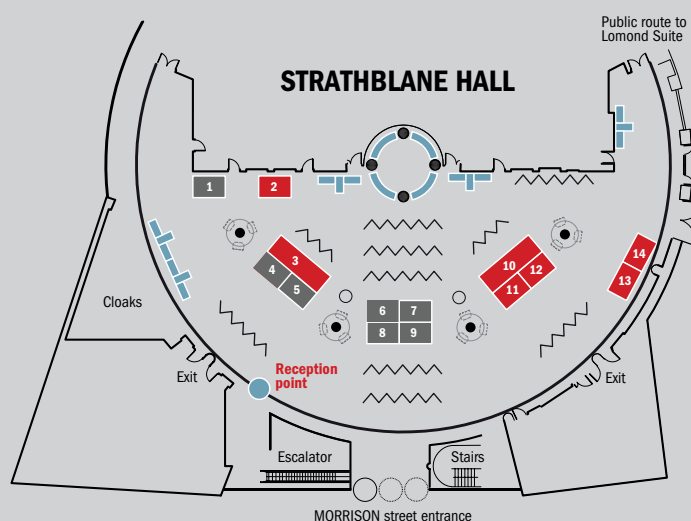 Public route to
Lomond Suite
STRATHBLANE HALL
1
2
3
4
5
6
7
8
9
10
11
12
13
14
Cloaks
Exit
Reception
point
Exit
Escalator
Stairs
MORRISON street entrance